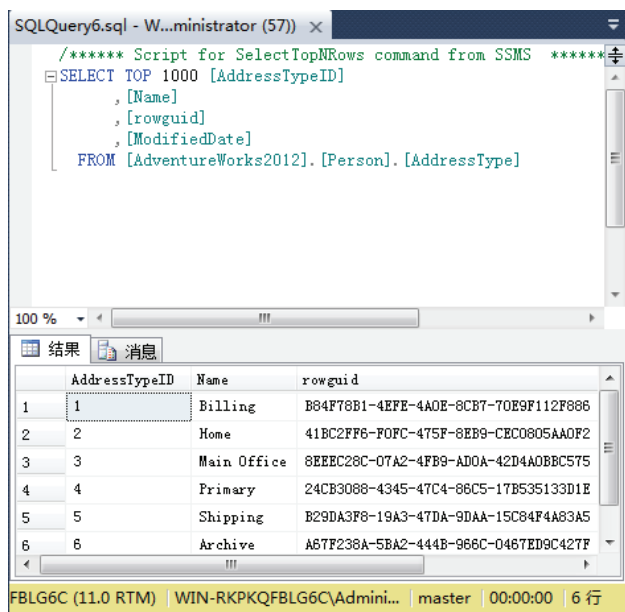 SQLQuery6.sql - W...ministrator (57))
/****** Script for SelectTopNRows command from SSMS  ******
SELECT TOP 1000 [AddressTypeID]
,[Name]
,[rowguid]
,[ModifiedDate]
FROM [AdventureWorks2012].[Person].[AddressType]
100 %
结果 消息
AddressTypeID Name rowguid
1 1 Billing B84F78B1-4EFE-4A0E-8CB7-70E9F112F886
2 2 Home 41BC2FF6-F0FC-475F-8EB9-CEC0805AA0F2
3 3 Main Office 8EEEC28C-07A2-4FB9-AD0A-42D4A0BBC575
4 4 Primary 24CB3088-4345-47C4-86C5-17B535133D1E
5 5 Shipping B29DA3F8-19A3-47DA-9DAA-15C84F4A83A5
6 6 Archive A67F238A-5BA2-444B-966C-0467ED9C427F
FBLG6C (11.0 RTM) WIN-RKPKQFBLG6C\Admini... master 00:00:00 6 行